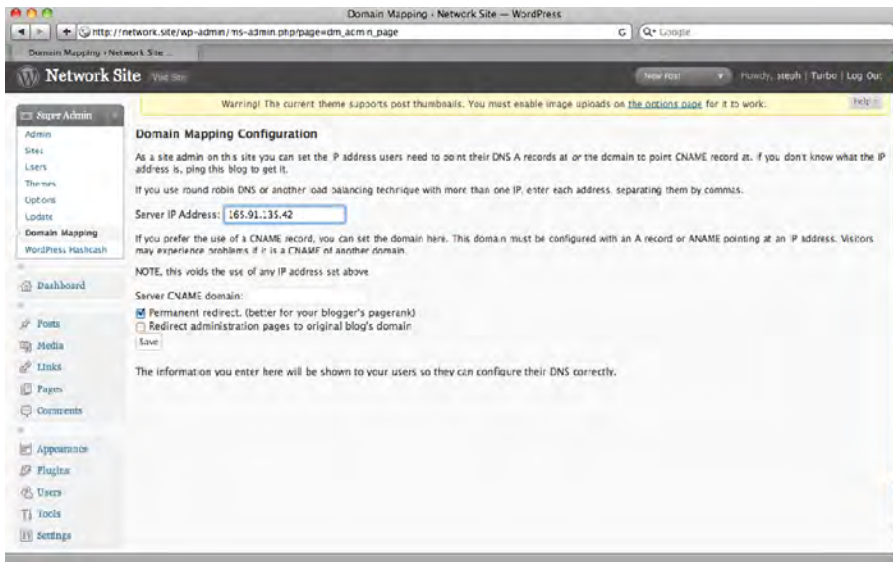 Domain Mapping ‹ Network Site — WordPress
http://network.site/wp-admin/ms-admin.php?page=dm_admin_page
Google
Domain Mapping ‹ Network Site ...
Network Site Visit Site
New Post
Howdy, steph | Turbo | Log Out
Warning! The current theme supports post thumbnails. You must enable image uploads on the options page for it to work.
Help
Super Admin
Admin
Sites
Users
Themes
Options
Update
Domain Mapping
WordPress Hashcash
Dashboard
Posts
Media
Links
Pages
Comments
Appearance
Plugins
Users
Tools
Settings
Domain Mapping Configuration
As a site admin on this site you can set the IP address users need to point their DNS A records at or the domain to point CNAME record at. If you don't know what the IP
address is, ping this blog to get it.
If you use round robin DNS or another load balancing technique with more than one IP, enter each address, separating them by commas.
Server IP Address: 165.91.135.42
If you prefer the use of a CNAME record, you can set the domain here. This domain must be configured with an A record or ANAME pointing at an IP address. Visitors
may experience problems if it is a CNAME of another domain.
NOTE, this voids the use of any IP address set above
Server CNAME domain:
Permanent redirect. (better for your blogger's pagerank)
Redirect administration pages to original blog's domain
Save
The information you enter here will be shown to your users so they can configure their DNS correctly.